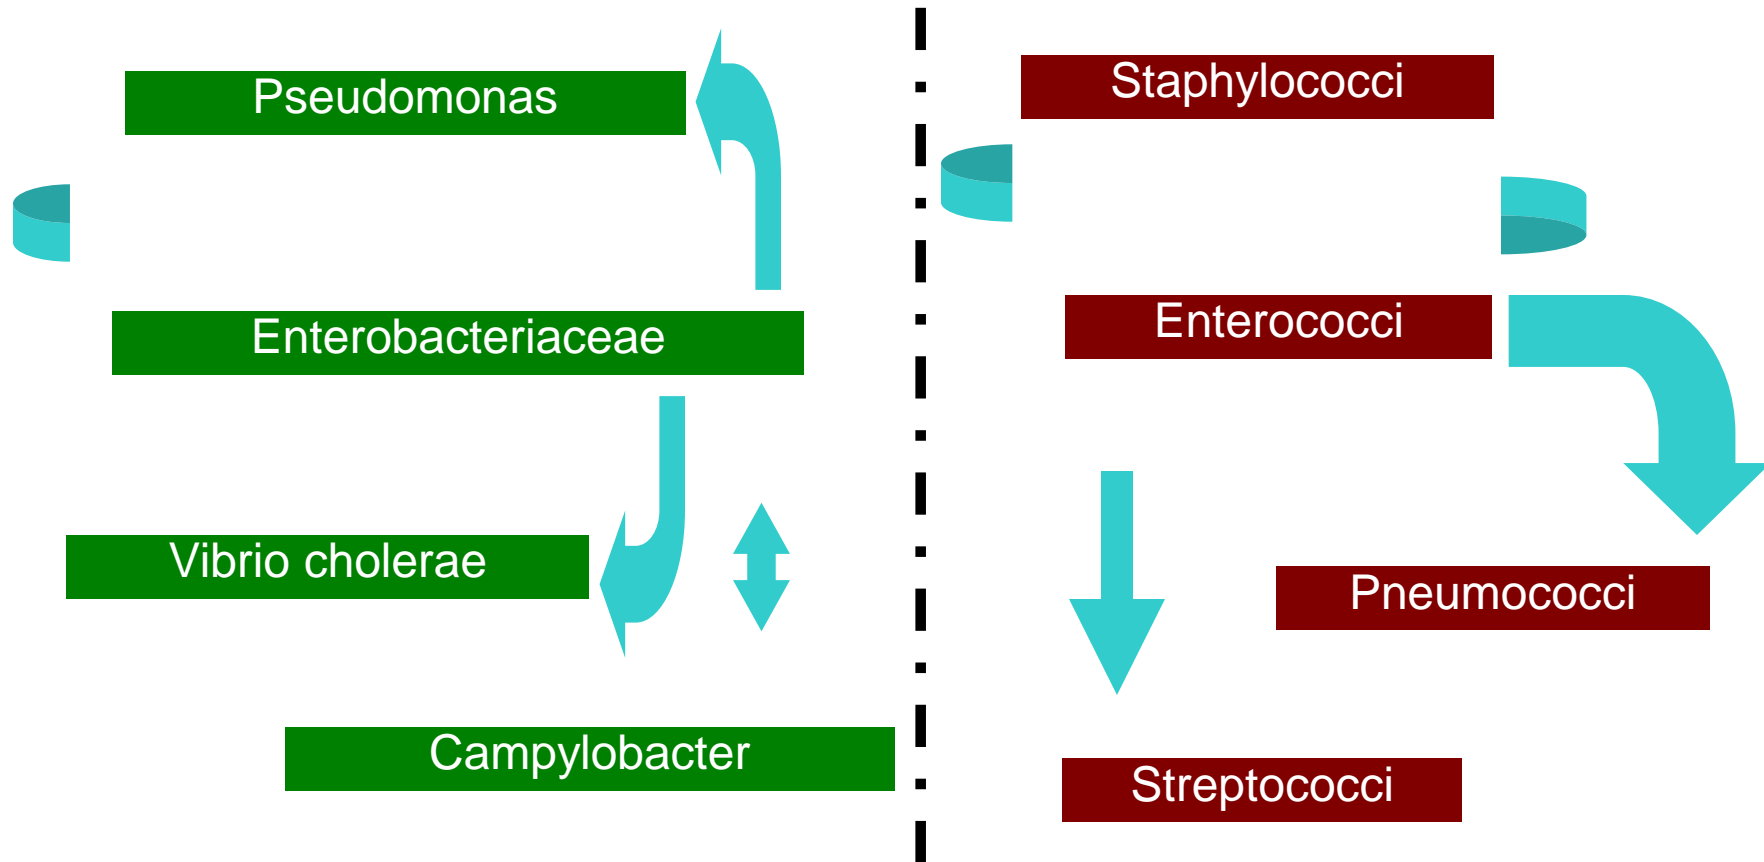 Pseudomonas
Enterobacteriaceae
Vibrio cholerae
Campylobacter
Staphylococci
Enterococci
Pneumococci
Streptococci